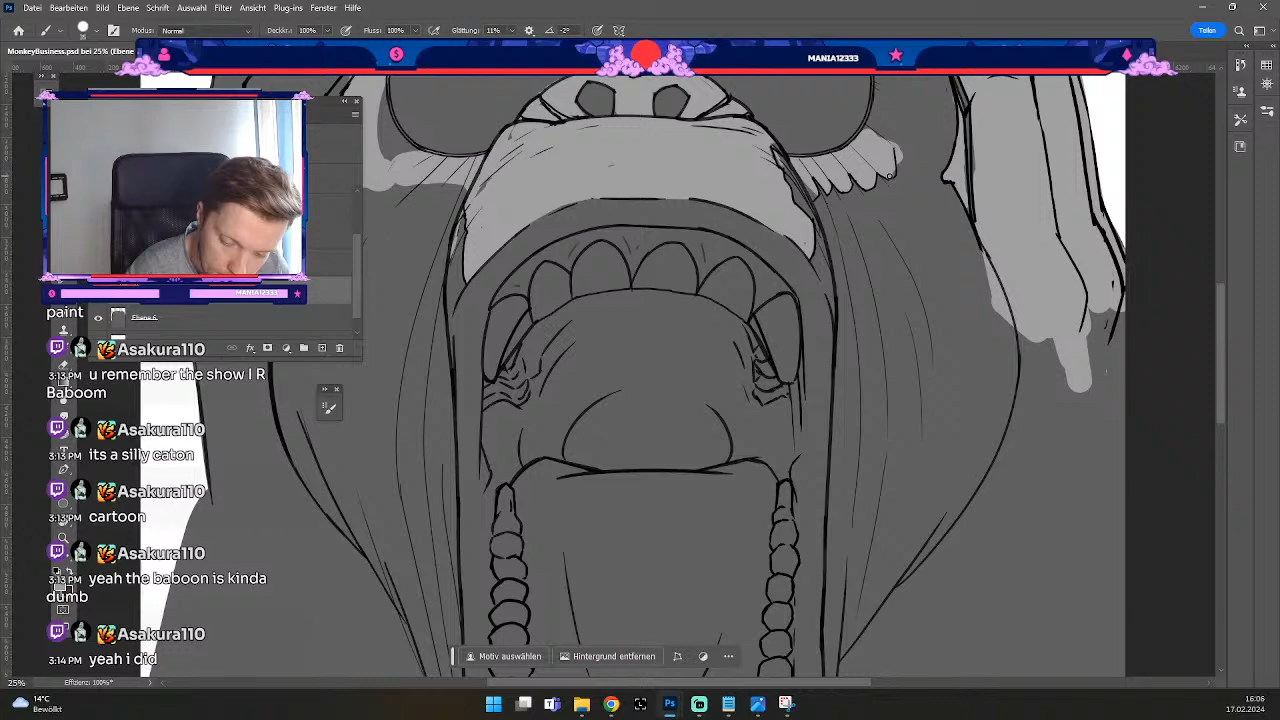 Datei Bearbeiten Bild Ebene Schrift Auswahl Filter Ansicht Plug-ins Fenster Hilfe
Modus: Normal Deckkr.: 100% Fluss: 100% Glättung: 11% Teilen
MonkeyBusiness.psd bei 25% (Ebene
MANIA12333
MANIA12333
Ebene 6
paint
Asakura110
3:13 PM u remember the show I R
Baboom
Asakura110
3:13 PM its a silly caton
Asakura110
3:13 PM cartoon
Asakura110
3:13 PM yeah the baboon is kinda
dumb
Asakura110
3:14 PM yeah i did
Motiv auswählen Hintergrund entfernen
25% Effizienz: 100%*
14°C
Bewölkt
16:06
17.02.2024